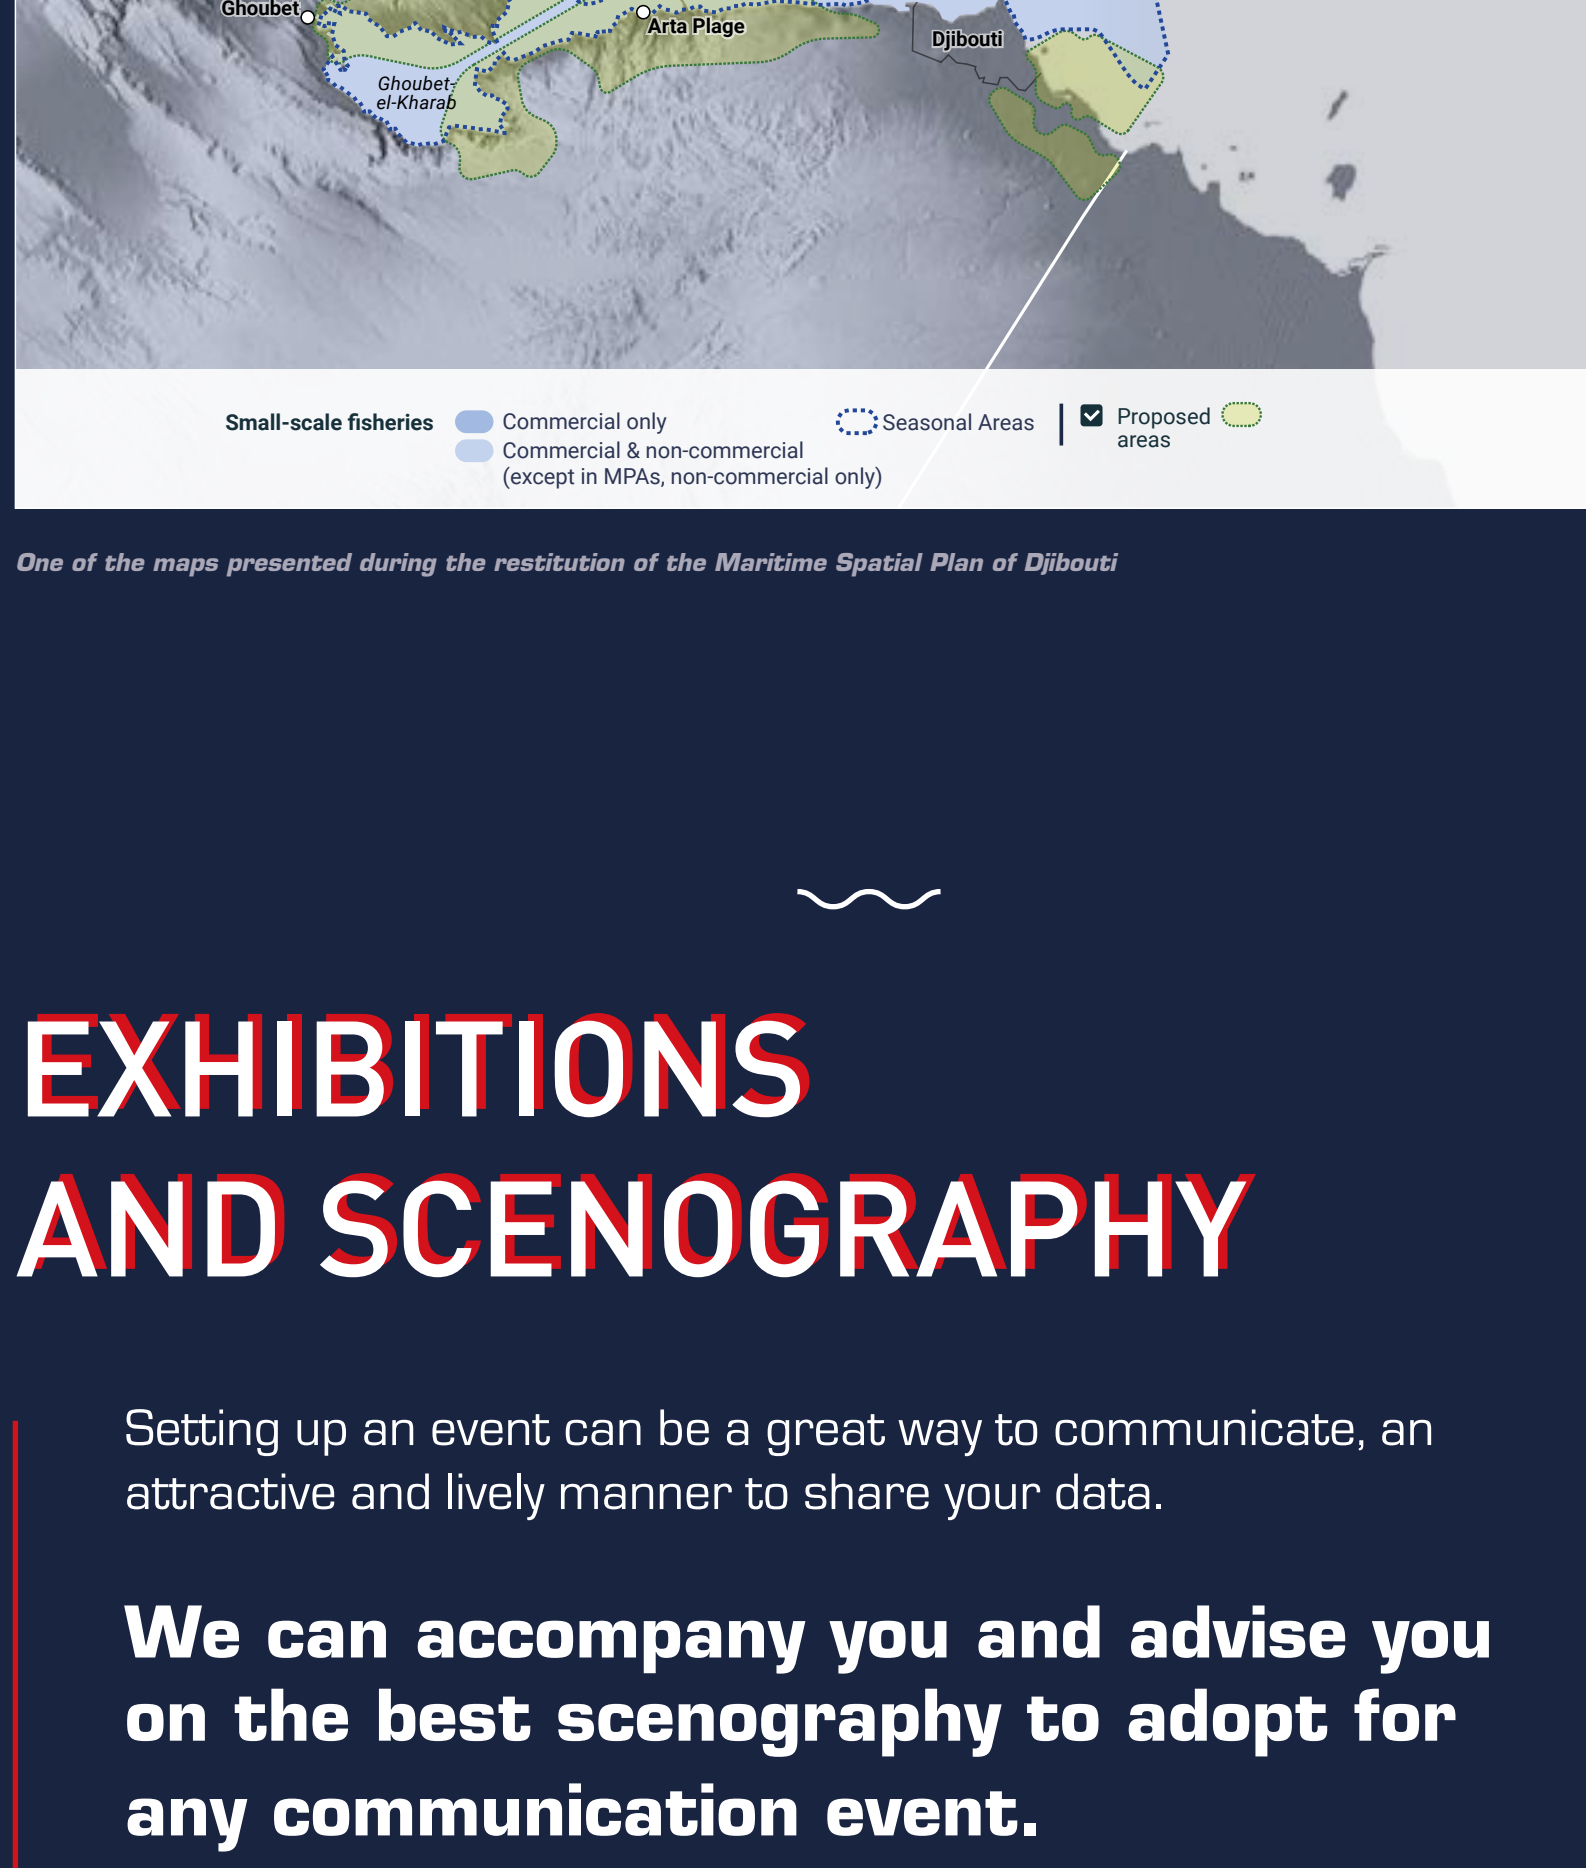 Ghoubet
Arta Plage
Djibouti
Ghoubet-
el-Kharab
Small-scale fisheries
Commercial only
Commercial & non-commercial
(except in MPAs, non-commercial only)
Seasonal Areas
Proposed
areas
One of the maps presented during the restitution of the Maritime Spatial Plan of Djibouti
EXHIBITIONS
AND SCENOGRAPHY
Setting up an event can be a great way to communicate, an
attractive and lively manner to share your data.
We can accompany you and advise you
on the best scenography to adopt for
any communication event.